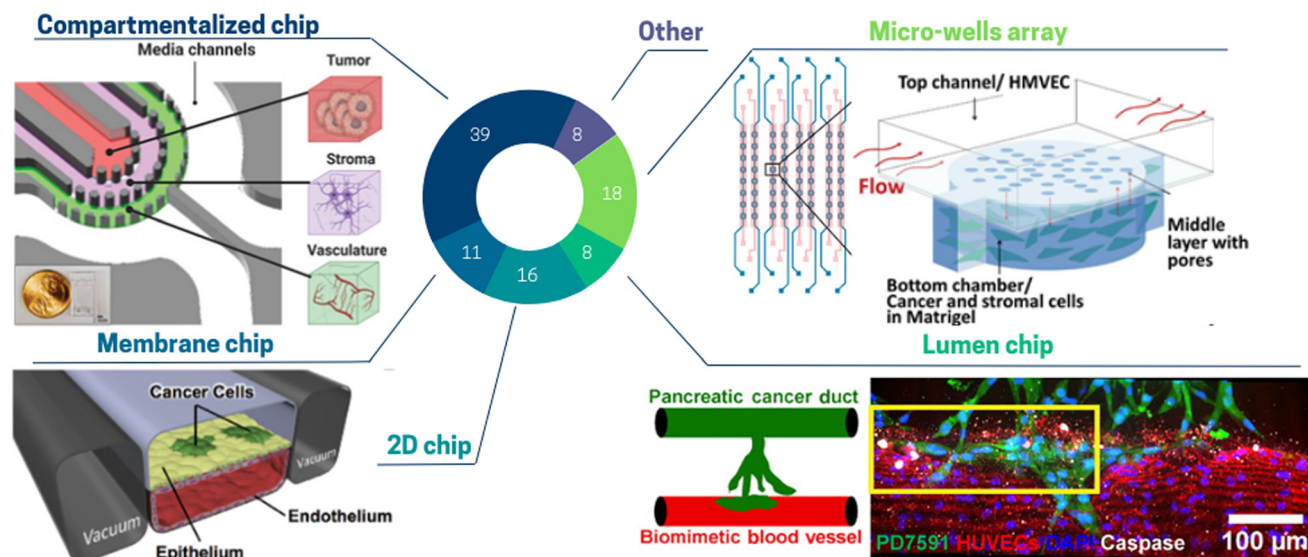 Compartmentalized chip
Media channels
Tumor
Stroma
Vasculature
Other
Micro-wells array
Top channel/ HMVEC
Flow
Middle
layer with
pores
Bottom chamber/
Cancer and stromal cells
in Matrigel
39
8
18
8
16
11
Membrane chip
Cancer Cells
Vacuum
Vacuum
Endothelium
Epithelium
2D chip
Lumen chip
Pancreatic cancer duct
Biomimetic blood vessel
PD7591/HUVECs/DAPI/Caspase
100 µm